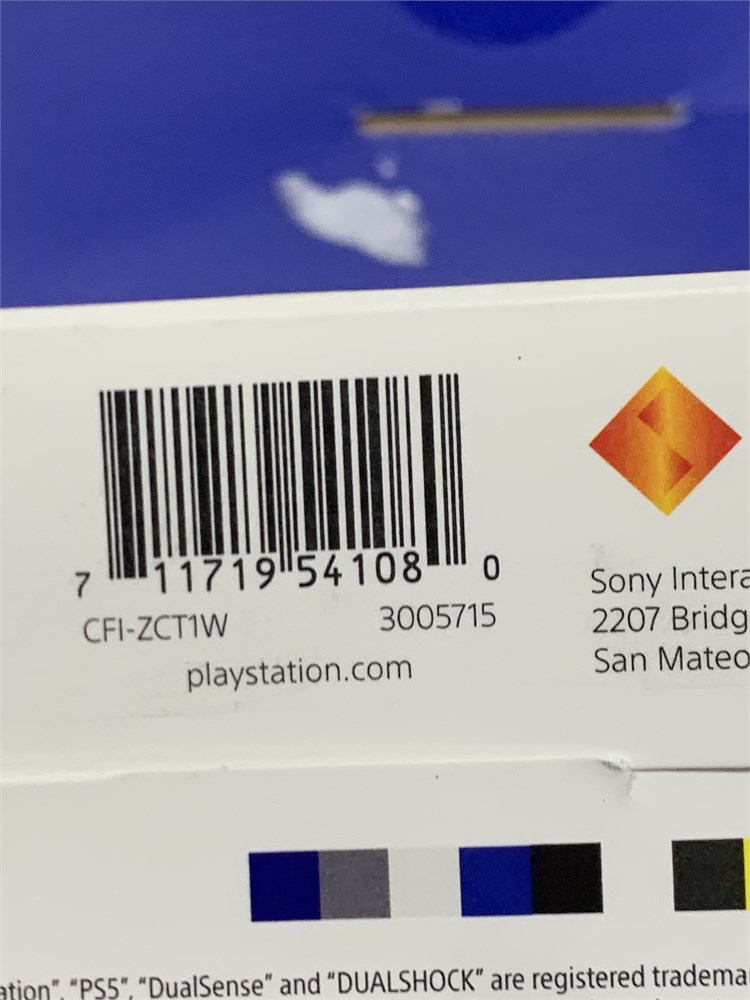 7 11719 54108 0
CFI-ZCT1W 3005715
playstation.com
Sony Intera
2207 Bridg
San Mateo
ation", "PS5", "DualSense" and "DUALSHOCK" are registered tradema